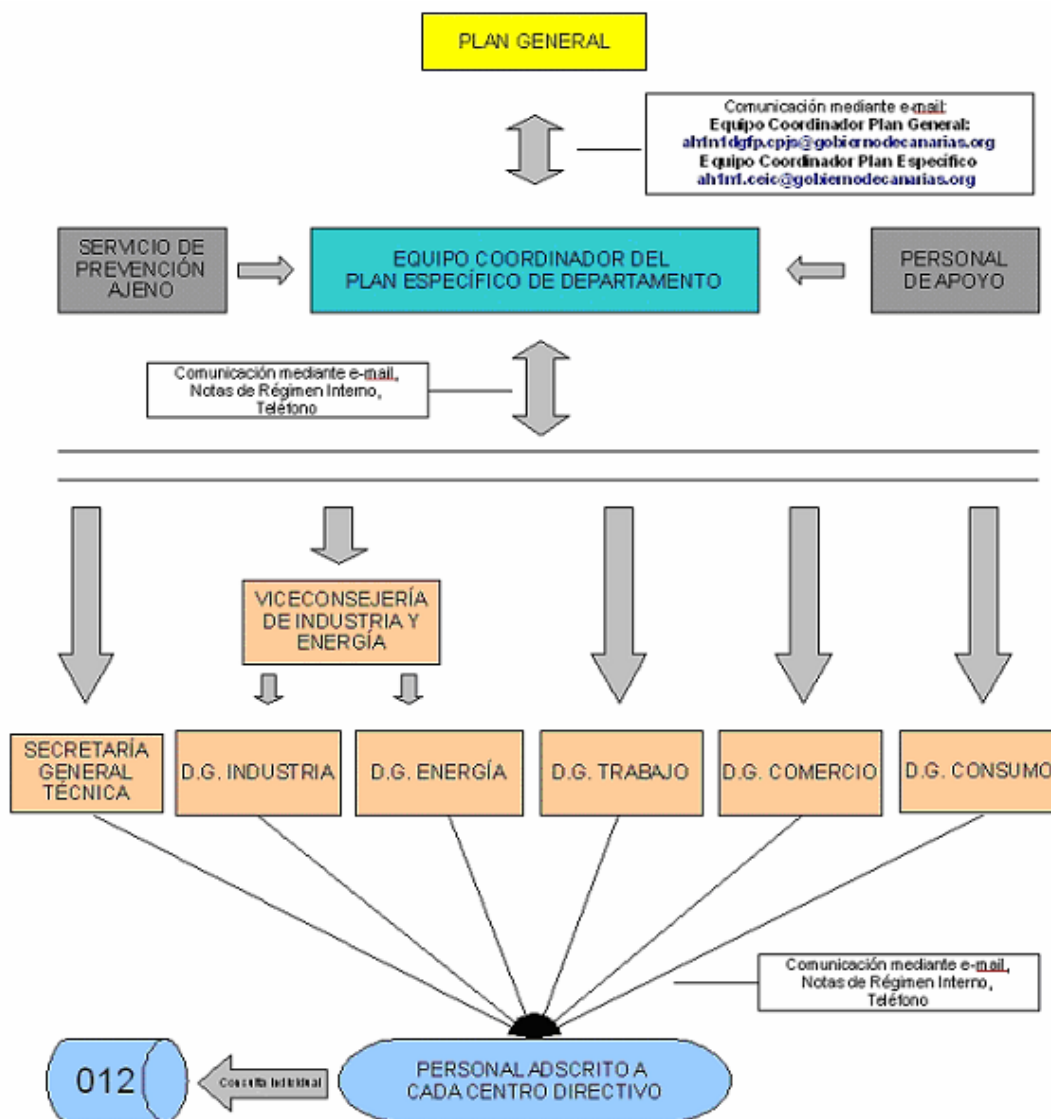 PLAN GENERAL
Comunicación mediante e-mail:
Equipo Coordinador Plan General:
ah1n1dgfp.cpjs@gobiernodecanarias.org
Equipo Coordinador Plan Específico
ah1n1.ceic@gobiernodecanarias.org
SERVICIO DE
PREVENCIÓN
AJENO
EQUIPO COORDINADOR DEL
PLAN ESPECÍFICO DE DEPARTAMENTO
PERSONAL
DE APOYO
Comunicación mediante e-mail,
Notas de Régimen Interno,
Teléfono
VICECONSEJERÍA
DE INDUSTRIA Y
ENERGÍA
SECRETARÍA
GENERAL
TÉCNICA
D.G. INDUSTRIA
D.G. ENERGÍA
D.G. TRABAJO
D.G. COMERCIO
D.G. CONSUMO
Comunicación mediante e-mail,
Notas de Régimen Interno,
Teléfono
012
Consulta individual
PERSONAL ADSCRITO A
CADA CENTRO DIRECTIVO